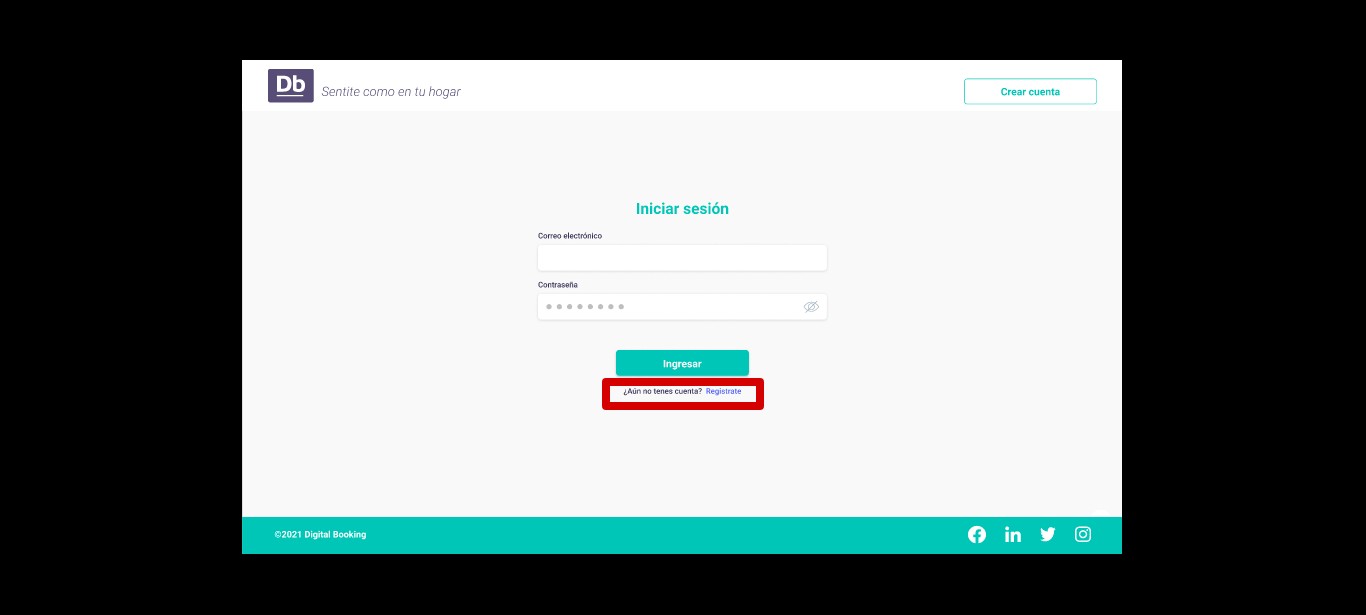 Db
Sentite como en tu hogar
Crear cuenta
Iniciar sesión
Correo electrónico
Contraseña
Ingresar
¿Aún no tenes cuenta? Registrate
©2021 Digital Booking